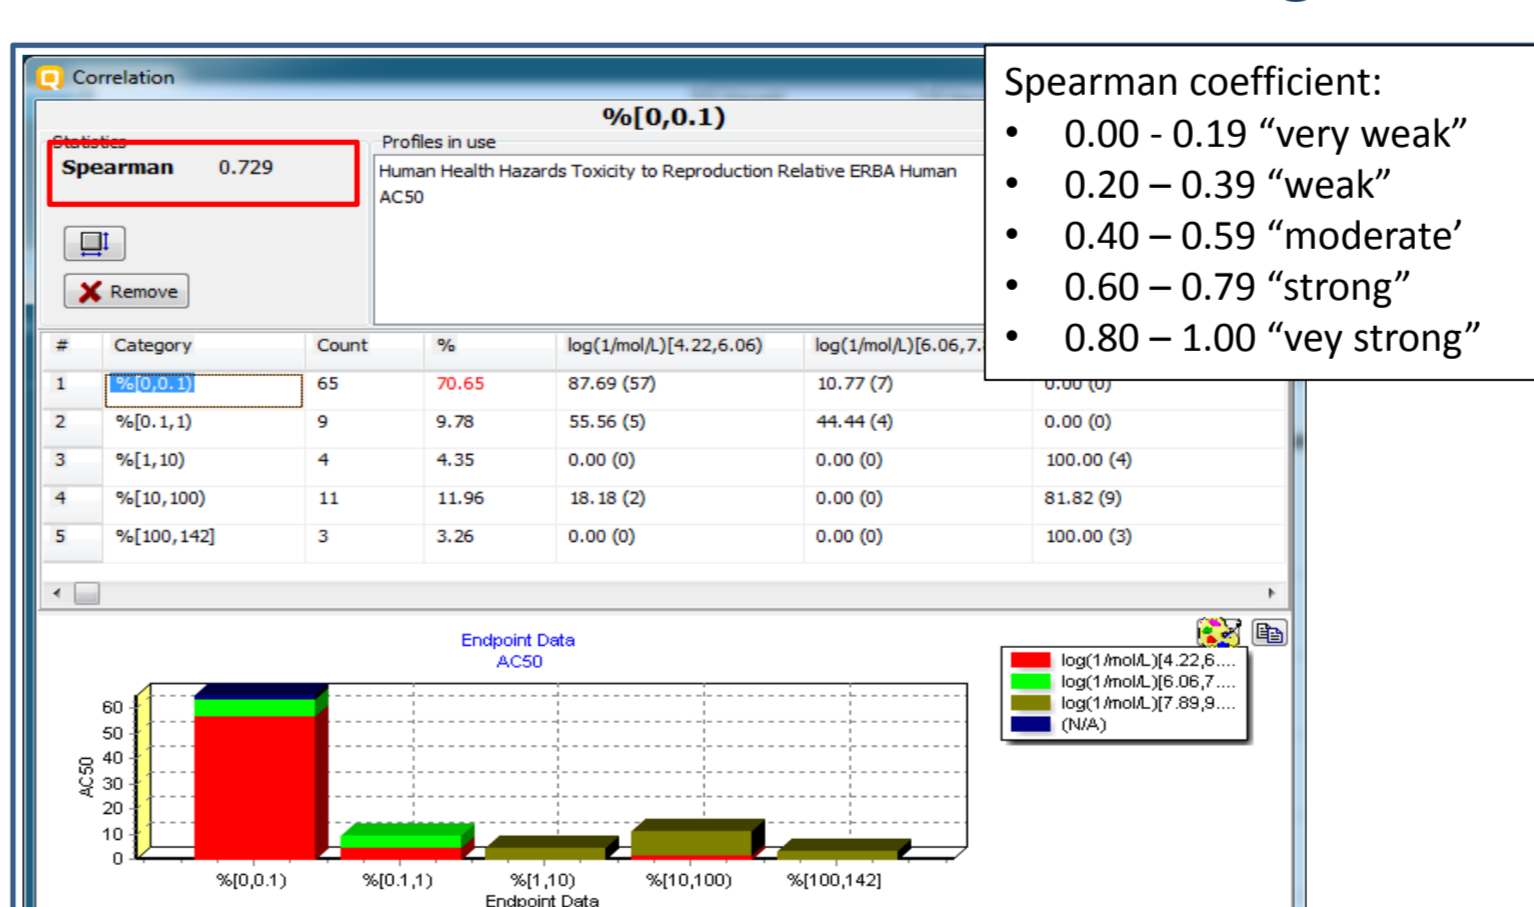 Correlation
%[0,0.1)
Statistics
Spearman 0.729
Profiles in use
Human Health Hazards Toxicity to Reproduction Relative ERBA Human
AC50
Remove
Spearman coefficient:
• 0.00 - 0.19 “very weak”
• 0.20 – 0.39 “weak”
• 0.40 – 0.59 “moderate’
• 0.60 – 0.79 “strong”
• 0.80 – 1.00 “vey strong”
# Category Count % log(1/mol/L)[4.22,6.06) log(1/mol/L)[6.06,7.
1 %[0,0.1) 65 70.65 87.69 (57) 10.77 (7) 0.00 (0)
2 %[0.1,1) 9 9.78 55.56 (5) 44.44 (4) 0.00 (0)
3 %[1,10) 4 4.35 0.00 (0) 0.00 (0) 100.00 (4)
4 %[10,100) 11 11.96 18.18 (2) 0.00 (0) 81.82 (9)
5 %[100,142] 3 3.26 0.00 (0) 0.00 (0) 100.00 (3)
Endpoint Data
AC50
log(1/mol/L)[4.22,6....
log(1/mol/L)[6.06,7....
log(1/mol/L)[7.89,9....
(N/A)
AC50
60
50
40
30
20
10
0
%[0,0.1) %[0.1,1) %[1,10) %[10,100) %[100,142]
Endpoint Data